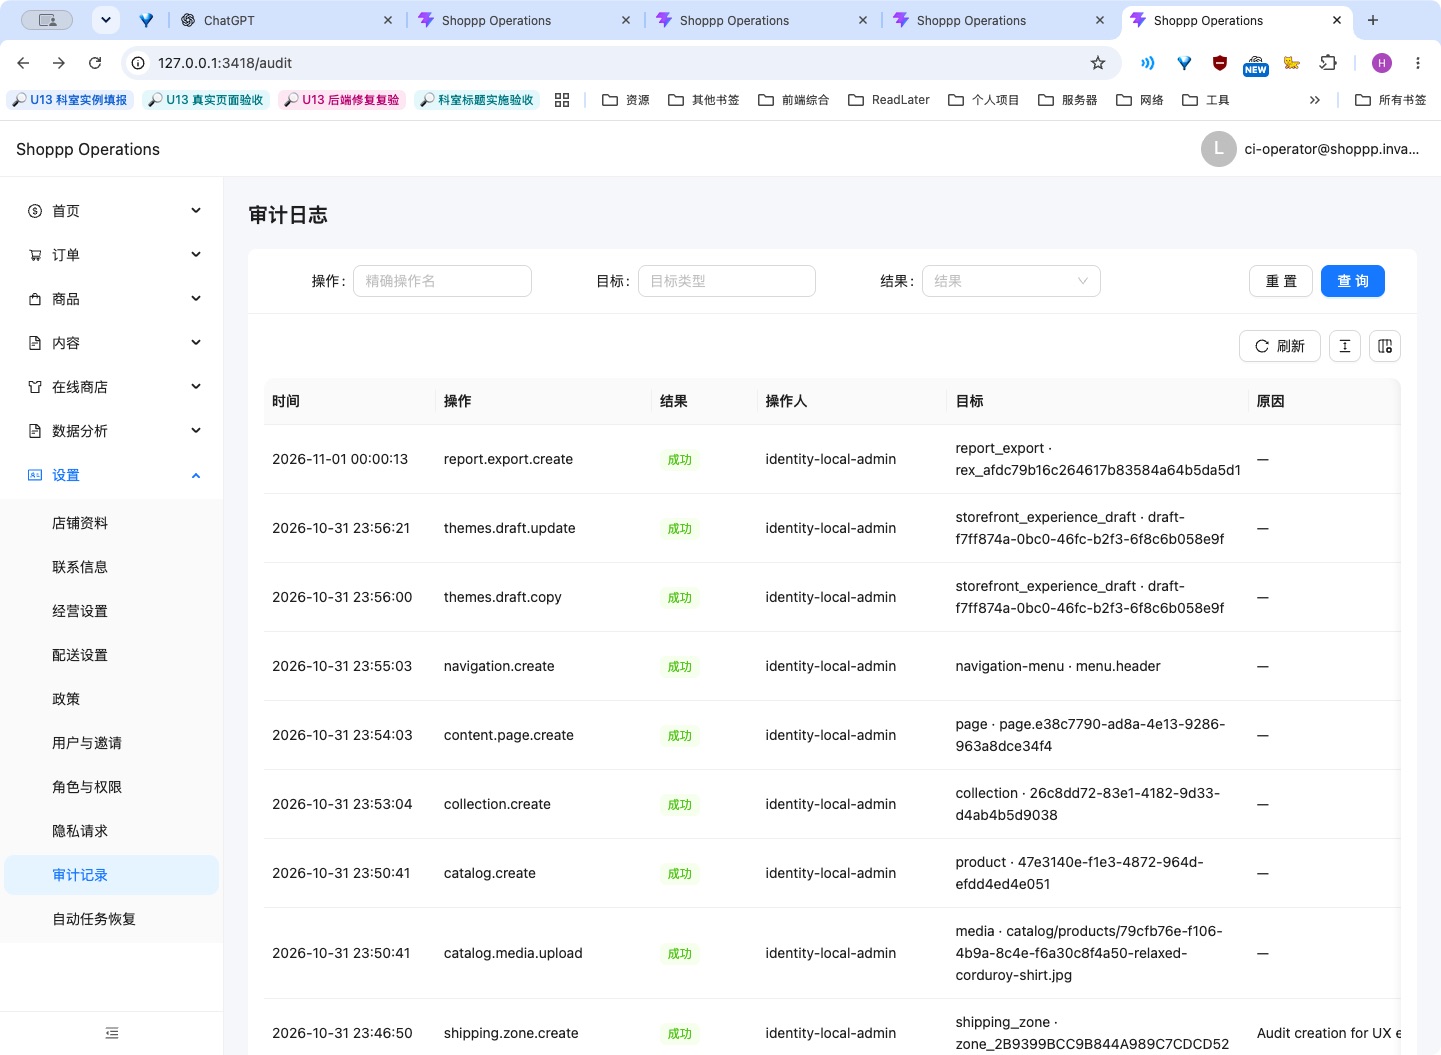 ChatGPT
Shoppp Operations
Shoppp Operations
Shoppp Operations
Shoppp Operations
127.0.0.1:3418/audit
NEW
H
U13 科室实例填报
U13 真实页面验收
U13 后端修复复验
科室标题实施验收
资源
其他书签
前端综合
ReadLater
个人项目
服务器
网络
工具
所有书签
Shoppp Operations
L
ci-operator@shoppp.inva...
首页
订单
商品
内容
在线商店
数据分析
设置
店铺资料
联系信息
经营设置
配送设置
政策
用户与邀请
角色与权限
隐私请求
审计记录
自动任务恢复
审计日志
操作: 精确操作名
目标: 目标类型
结果: 结果
重 置
查 询
刷新
时间 操作 结果 操作人 目标 原因
2026-11-01 00:00:13 report.export.create 成功 identity-local-admin report_export · —
rex_afdc79b16c264617b83584a64b5da5d1
2026-10-31 23:56:21 themes.draft.update 成功 identity-local-admin storefront_experience_draft · draft- —
f7ff874a-0bc0-46fc-b2f3-6f8c6b058e9f
2026-10-31 23:56:00 themes.draft.copy 成功 identity-local-admin storefront_experience_draft · draft- —
f7ff874a-0bc0-46fc-b2f3-6f8c6b058e9f
2026-10-31 23:55:03 navigation.create 成功 identity-local-admin navigation-menu · menu.header —
2026-10-31 23:54:03 content.page.create 成功 identity-local-admin page · page.e38c7790-ad8a-4e13-9286- —
963a8dce34f4
2026-10-31 23:53:04 collection.create 成功 identity-local-admin collection · 26c8dd72-83e1-4182-9d33- —
d4ab4b5d9038
2026-10-31 23:50:41 catalog.create 成功 identity-local-admin product · 47e3140e-f1e3-4872-964d- —
efdd4ed4e051
2026-10-31 23:50:41 catalog.media.upload 成功 identity-local-admin media · catalog/products/79cfb76e-f106- —
4b9a-8c4e-f6a30c8f4a50-relaxed-
corduroy-shirt.jpg
2026-10-31 23:46:50 shipping.zone.create 成功 identity-local-admin shipping_zone · Audit creation for UX e
zone_2B9399BCC9B844A989C7CDCD52